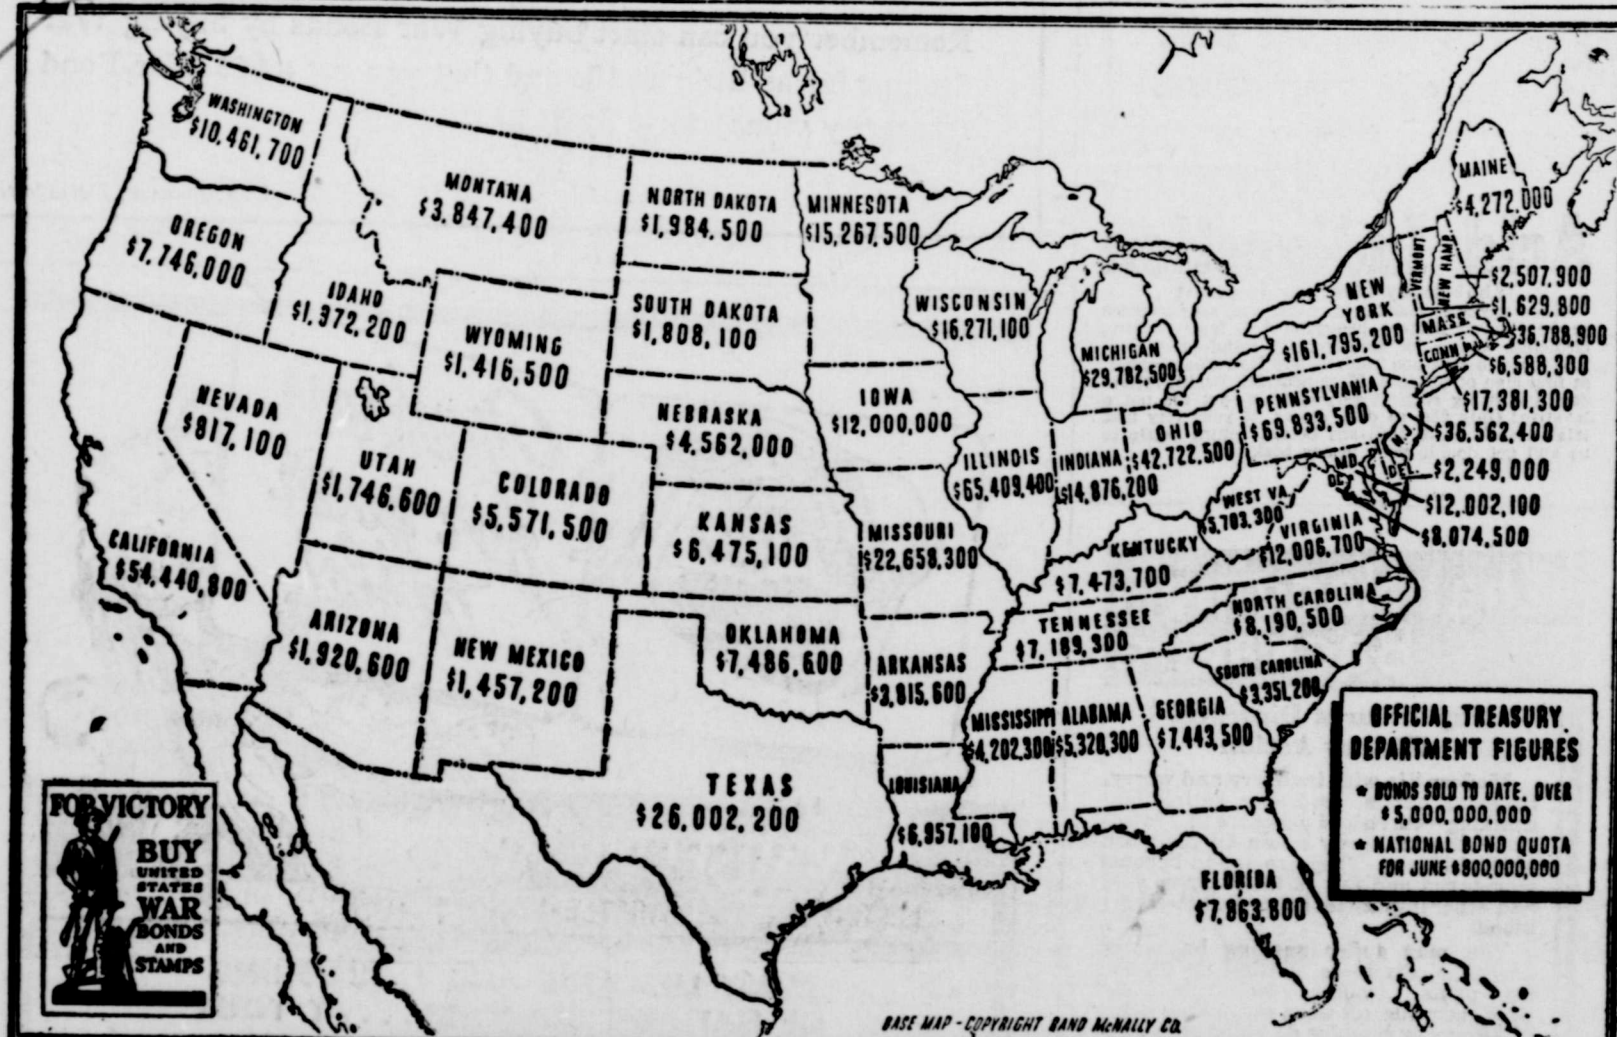 WASHINGTON
$10,461,700
MONTANA
$3,847,400
NORTH DAKOTA
$1,984,500
MINNESOTA
$15,267,500
MAINE
$4,272,000
OREGON
$7,746,000
IDAHO
$1,372,200
WYOMING
$1,416,500
SOUTH DAKOTA
$1,808,100
WISCONSIN
$16,271,100
MICHIGAN
$29,782,500
NEW
YORK
$161,795,200
VERMONT
NEW HAMP
$2,507,900
$1,629,800
MASS.
$36,788,900
CONN
R.I.
$6,588,300
$17,381,300
NEVADA
$817,100
UTAH
$1,746,600
COLORADO
$5,571,500
NEBRASKA
$4,562,000
IOWA
$12,000,000
ILLINOIS
$65,409,400
INDIANA
$14,876,200
OHIO
$42,722,500
PENNSYLVANIA
$69,833,500
N.J.
$36,562,400
DE.
$2,249,000
MD.
$12,002,100
DC
$8,074,500
CALIFORNIA
$54,440,800
KANSAS
$6,475,100
MISSOURI
$22,658,300
KENTUCKY
$7,473,700
WEST VA.
$5,703,300
VIRGINIA
$12,006,700
ARIZONA
$1,920,600
NEW MEXICO
$1,457,200
OKLAHOMA
$7,486,600
ARKANSAS
$3,815,600
TENNESSEE
$7,189,300
NORTH CAROLINA
$8,190,500
SOUTH CAROLINA
$3,351,200
MISSISSIPPI
$4,202,300
ALABAMA
$5,320,300
GEORGIA
$7,443,500
TEXAS
$26,002,200
LOUISIANA
$6,957,100
FLORIDA
$7,863,800
OFFICIAL TREASURY
DEPARTMENT FIGURES
* BONDS SOLD TO DATE, OVER
$5,000,000,000
* NATIONAL BOND QUOTA
FOR JUNE $800,000,000
FOR VICTORY
BUY
UNITED
STATES
WAR
BONDS
AND
STAMPS
BASE MAP - COPYRIGHT RAND McNALLY CO.